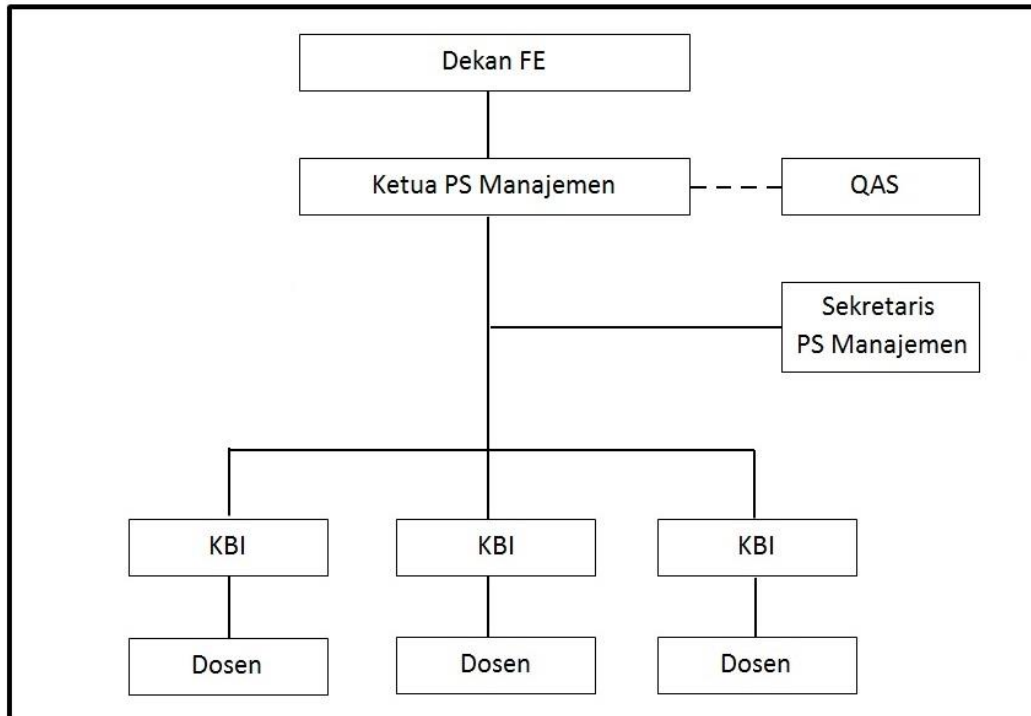 Dekan FE
Ketua PS Manajemen
QAS
Sekretaris
PS Manajemen
KBI
KBI
KBI
Dosen
Dosen
Dosen